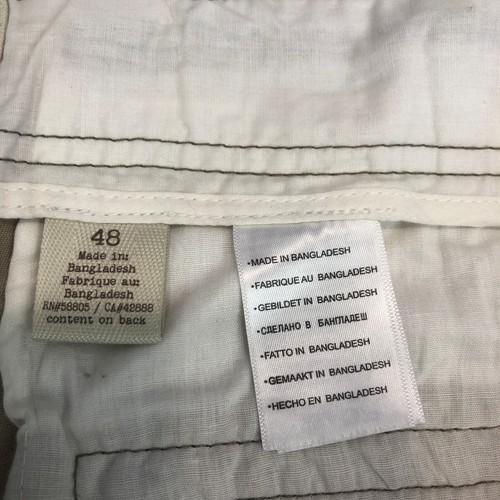 48
Made in:
Bangladesh
Fabrique au:
Bangladesh
RN#56805 / CA#42888
content on back
•MADE IN BANGLADESH
•FABRIQUE AU BANGLADESH
•GEBILDET IN BANGLADESH
•СДЕЛАНО В БАНГЛАДЕШ
•FATTO IN BANGLADESH
•GEMAAKT IN BANGLADESH
•HECHO EN BANGLADESH